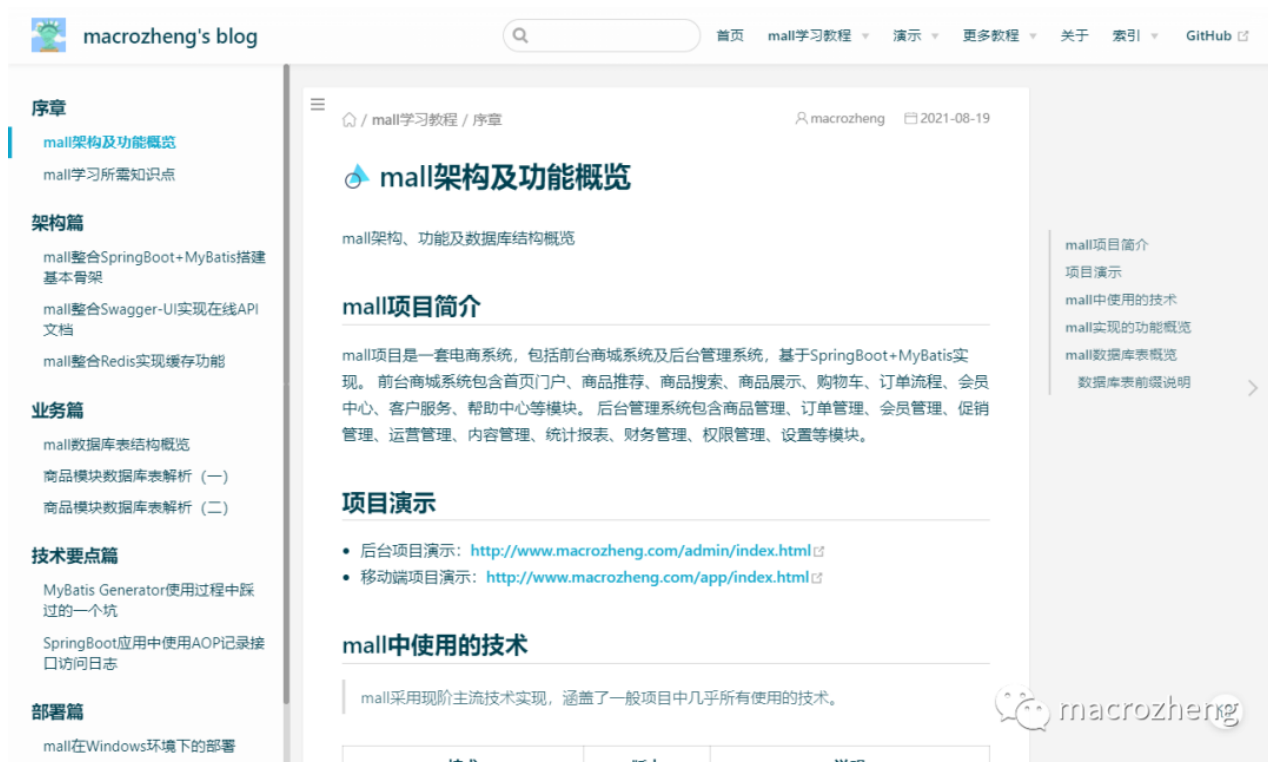 macrozheng's blog
首页 mall学习教程 演示 更多教程 关于 索引 GitHub
序章
mall架构及功能概览
mall学习所需知识点
架构篇
mall整合SpringBoot+MyBatis搭建
基本骨架
mall整合Swagger-UI实现在线API
文档
mall整合Redis实现缓存功能
业务篇
mall数据库表结构概览
商品模块数据库表解析（一）
商品模块数据库表解析（二）
技术要点篇
MyBatis Generator使用过程中踩
过的一个坑
SpringBoot应用中使用AOP记录接
口访问日志
部署篇
mall在Windows环境下的部署
/ mall学习教程 / 序章
macrozheng 2021-08-19
mall架构及功能概览
mall架构、功能及数据库结构概览
mall项目简介
mall项目是一套电商系统，包括前台商城系统及后台管理系统，基于SpringBoot+MyBatis实
现。 前台商城系统包含首页门户、商品推荐、商品搜索、商品展示、购物车、订单流程、会员
中心、客户服务、帮助中心等模块。 后台管理系统包含商品管理、订单管理、会员管理、促销
管理、运营管理、内容管理、统计报表、财务管理、权限管理、设置等模块。
项目演示
后台项目演示：http://www.macrozheng.com/admin/index.html
移动端项目演示：http://www.macrozheng.com/app/index.html
mall中使用的技术
mall采用现阶主流技术实现，涵盖了一般项目中几乎所有使用的技术。
mall项目简介
项目演示
mall中使用的技术
mall实现的功能概览
mall数据库表概览
数据库表前缀说明
macrozheng